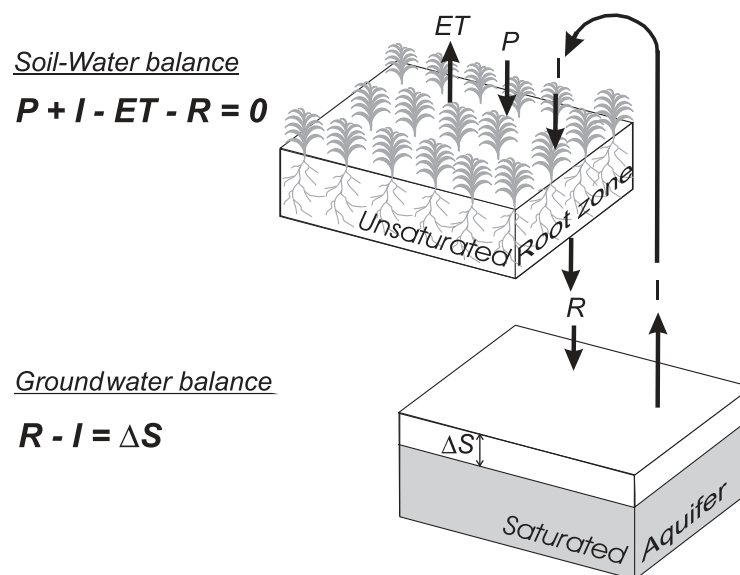 Soil-Water balance
P + I - ET - R = 0
ET
P
I
Unsaturated Root zone
R
I
Groundwater balance
R - I = ΔS
ΔS
Saturated Aquifer